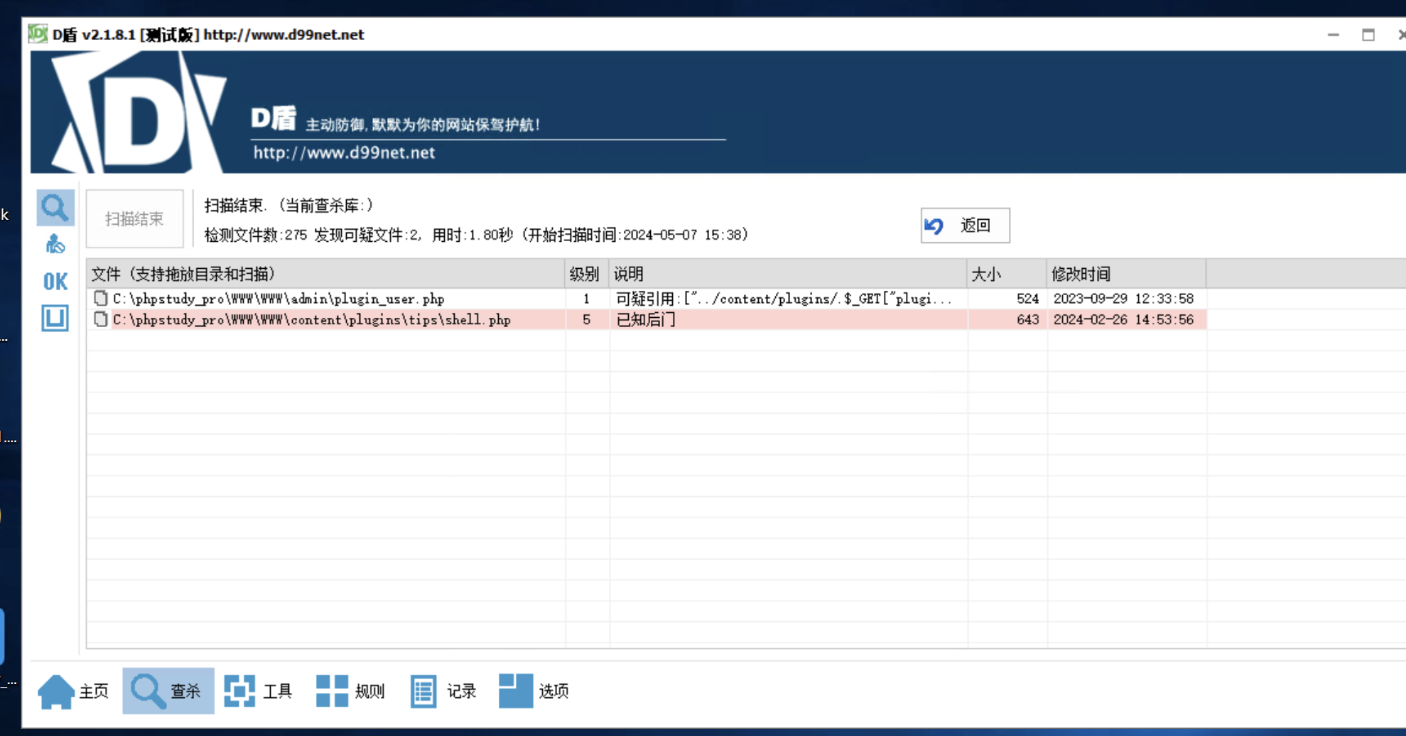 D盾 v2.1.8.1 [测试版] http://www.d99net.net
D盾 主动防御,默默为你的网站保驾护航!
http://www.d99net.net
k
扫描结束
扫描结束. (当前查杀库:)
检测文件数:275 发现可疑文件:2, 用时:1.80秒 (开始扫描时间:2024-05-07 15:38)
返回
OK
文件 (支持拖放目录和扫描) 级别 说明 大小 修改时间
C:\phpstudy_pro\WWW\WWW\admin\plugin_user.php 1 可疑引用:["../content/plugins/.$_GET["plugi... 524 2023-09-29 12:33:58
C:\phpstudy_pro\WWW\WWW\content\plugins\tips\shell.php 5 已知后门 643 2024-02-26 14:53:56
主页 查杀 工具 规则 记录 选项